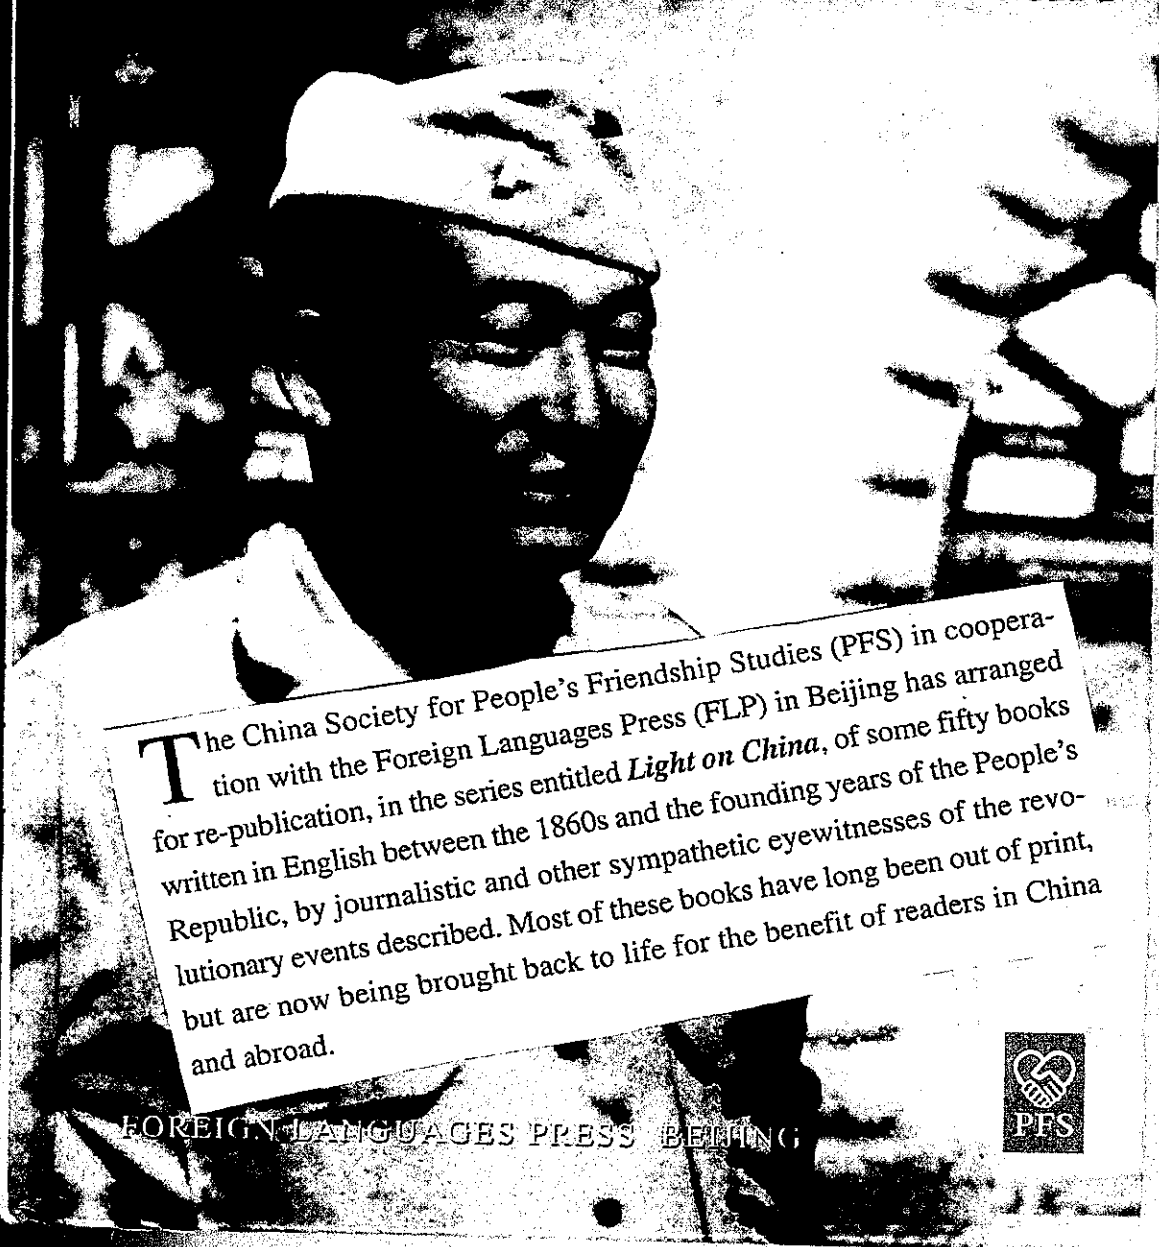 The China Society for People's Friendship Studies (PFS) in coopera-
tion with the Foreign Languages Press (FLP) in Beijing has arranged
for re-publication, in the series entitled Light on China, of some fifty books
written in English between the 1860s and the founding years of the People's
Republic, by journalistic and other sympathetic eyewitnesses of the revo-
lutionary events described. Most of these books have long been out of print,
but are now being brought back to life for the benefit of readers in China
and abroad.
FOREIGN LANGUAGES PRESS BEIJING
PFS